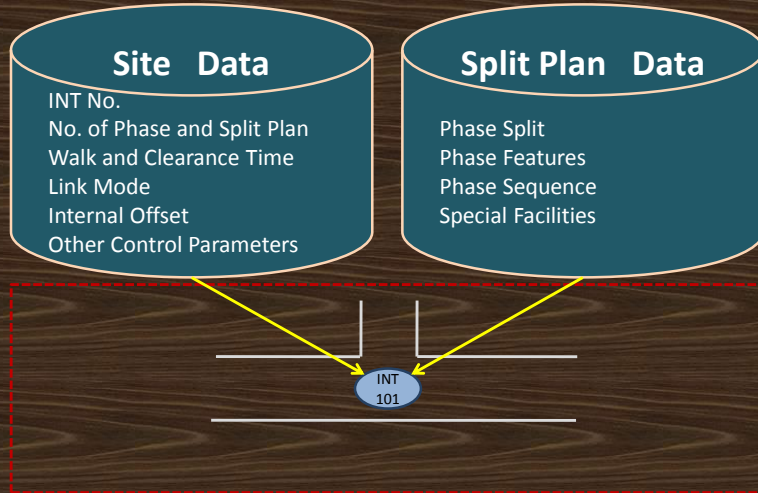 Site Data
INT No.
No. of Phase and Split Plan
Walk and Clearance Time
Link Mode
Internal Offset
Other Control Parameters
Split Plan Data
Phase Split
Phase Features
Phase Sequence
Special Facilities
INT
101